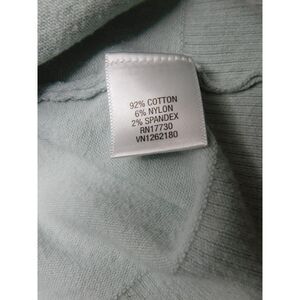 92% COTTON
6% NYLON
2% SPANDEX
RN17730
VN1262180